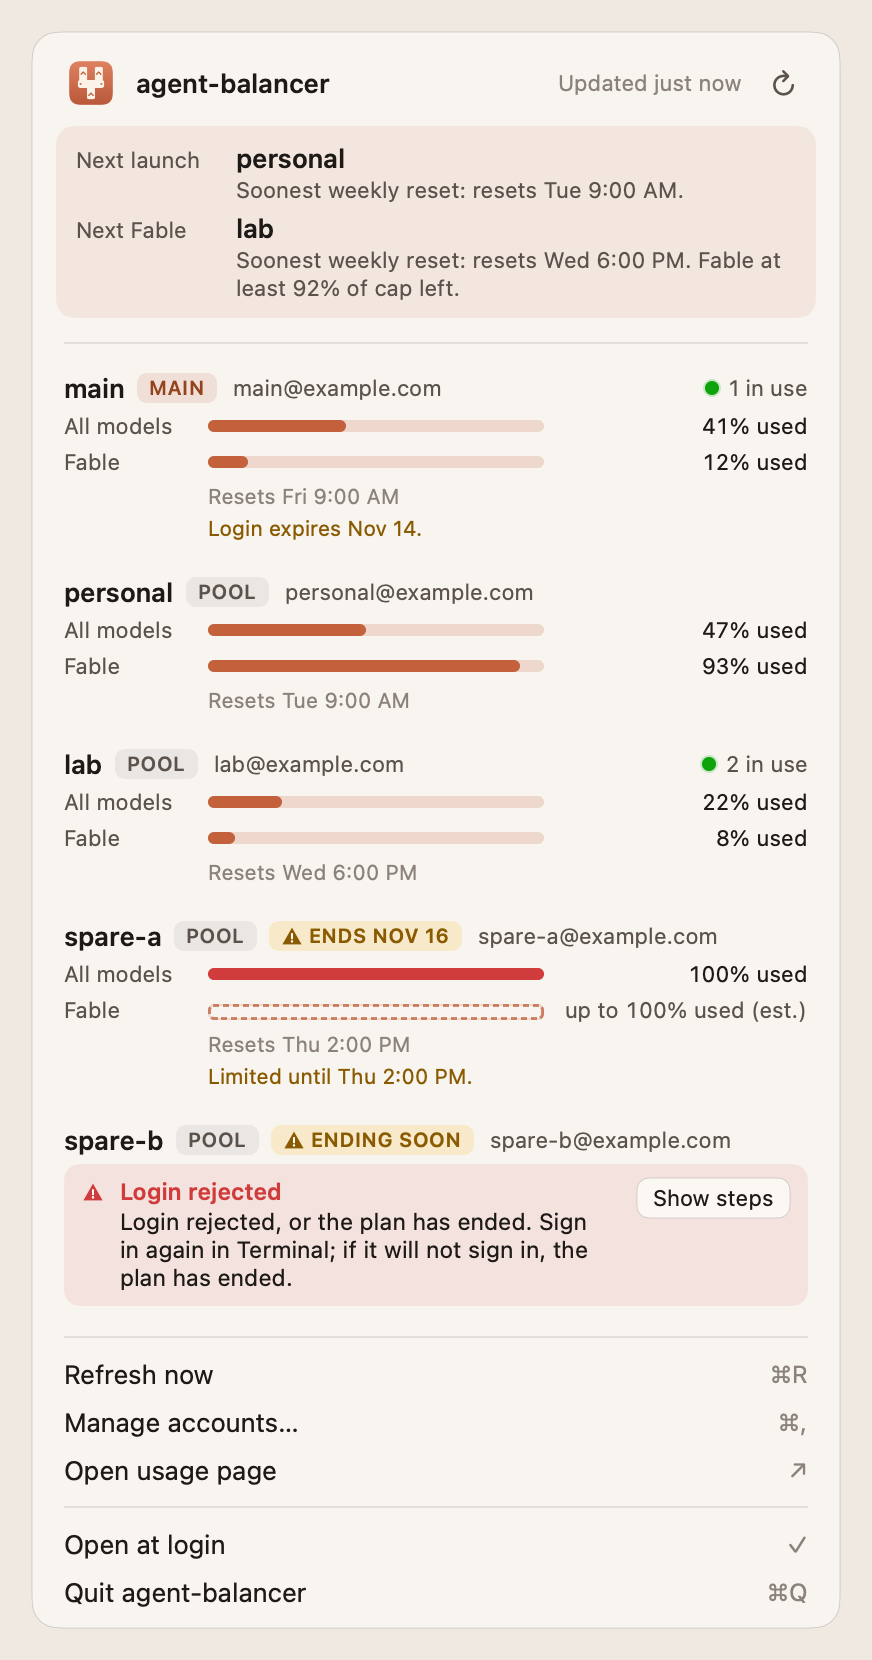 agent-balancer Updated just now
Next launch personal
Soonest weekly reset: resets Tue 9:00 AM.
Next Fable lab
Soonest weekly reset: resets Wed 6:00 PM. Fable at
least 92% of cap left.
main MAIN main@example.com 1 in use
All models 41% used
Fable 12% used
Resets Fri 9:00 AM
Login expires Nov 14.
personal POOL personal@example.com
All models 47% used
Fable 93% used
Resets Tue 9:00 AM
lab POOL lab@example.com 2 in use
All models 22% used
Fable 8% used
Resets Wed 6:00 PM
spare-a POOL ENDS NOV 16 spare-a@example.com
All models 100% used
Fable up to 100% used (est.)
Resets Thu 2:00 PM
Limited until Thu 2:00 PM.
spare-b POOL ENDING SOON spare-b@example.com
Login rejected Show steps
Login rejected, or the plan has ended. Sign
in again in Terminal; if it will not sign in, the
plan has ended.
Refresh now ⌘R
Manage accounts... ⌘,
Open usage page ↗
Open at login ✓
Quit agent-balancer ⌘Q